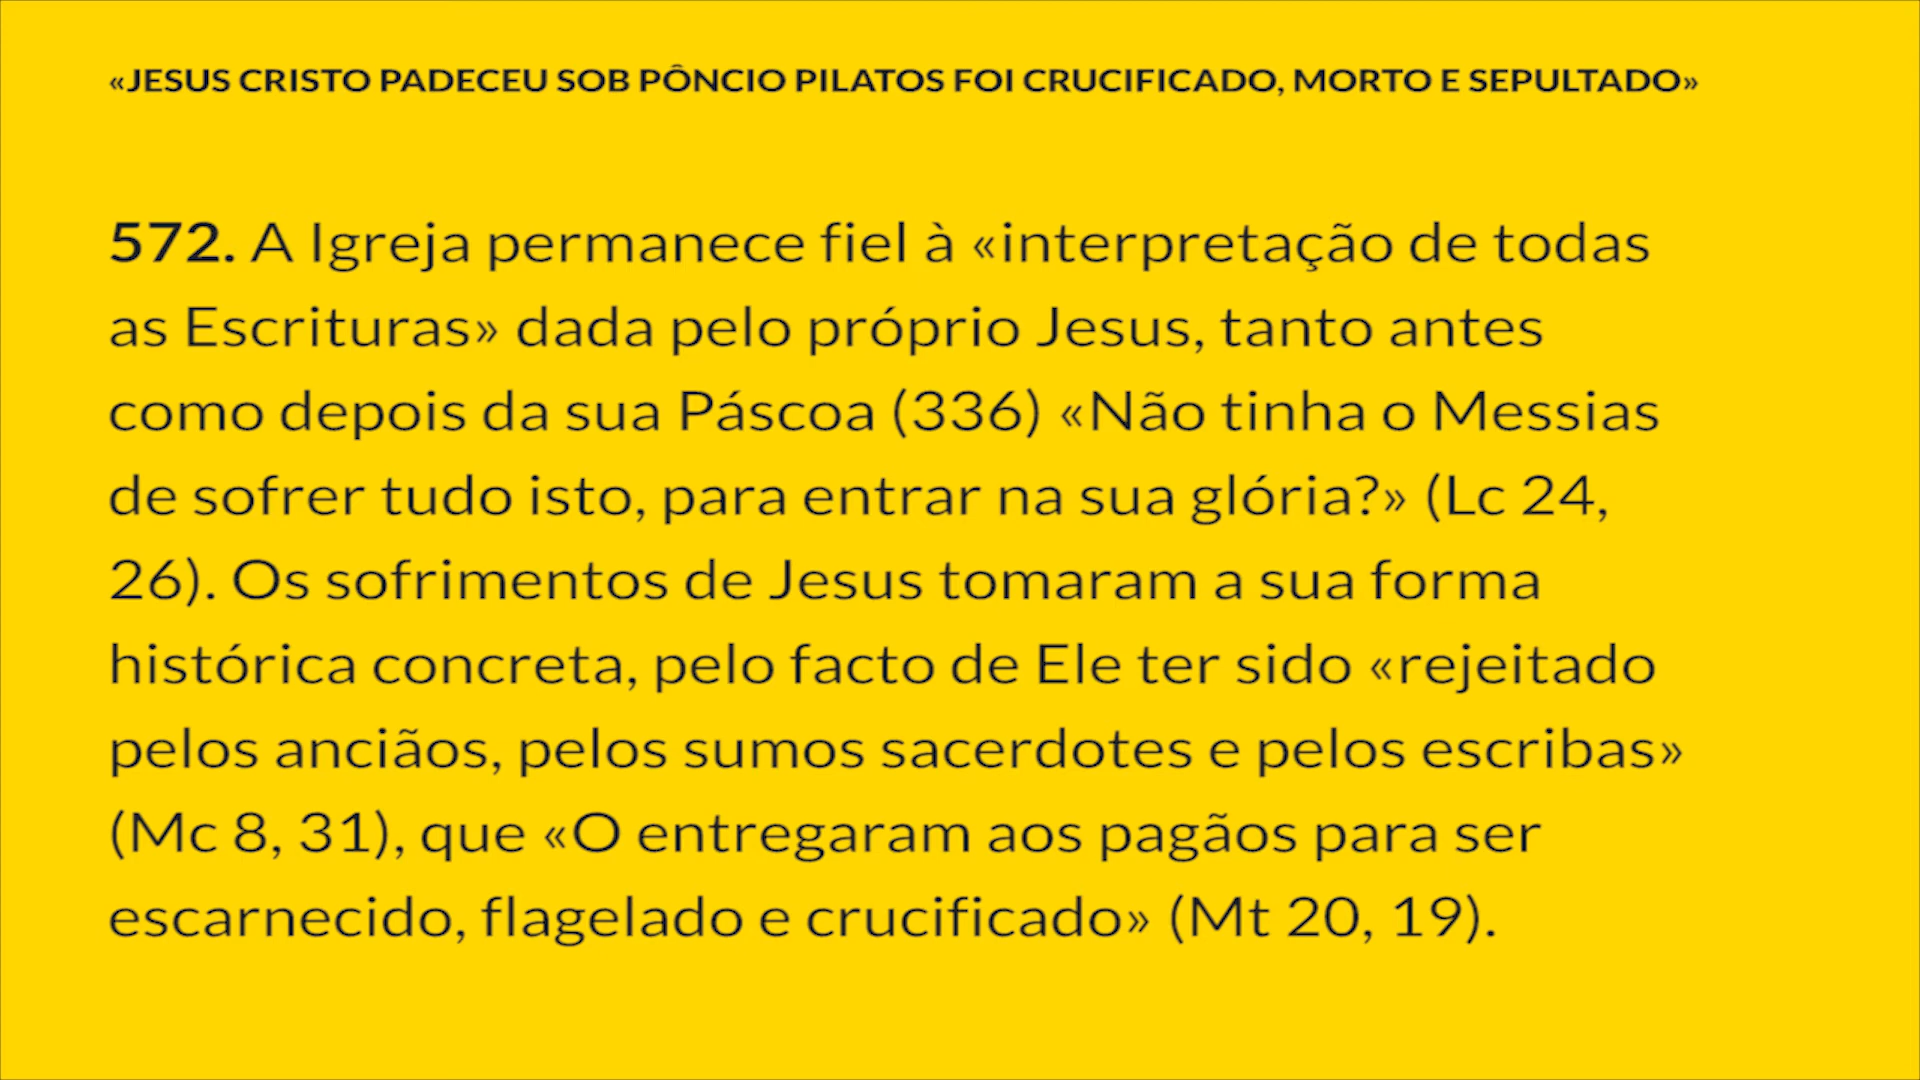 «JESUS CRISTO PADECEU SOB PÔNCIO PILATOS FOI CRUCIFICADO, MORTO E SEPULTADO»
572. A Igreja permanece fiel à «interpretação de todas
as Escrituras» dada pelo próprio Jesus, tanto antes
como depois da sua Páscoa (336) «Não tinha o Messias
de sofrer tudo isto, para entrar na sua glória?» (Lc 24,
26). Os sofrimentos de Jesus tomaram a sua forma
histórica concreta, pelo facto de Ele ter sido «rejeitado
pelos anciãos, pelos sumos sacerdotes e pelos escribas»
(Mc 8, 31), que «O entregaram aos pagãos para ser
escarnecido, flagelado e crucificado» (Mt 20, 19).